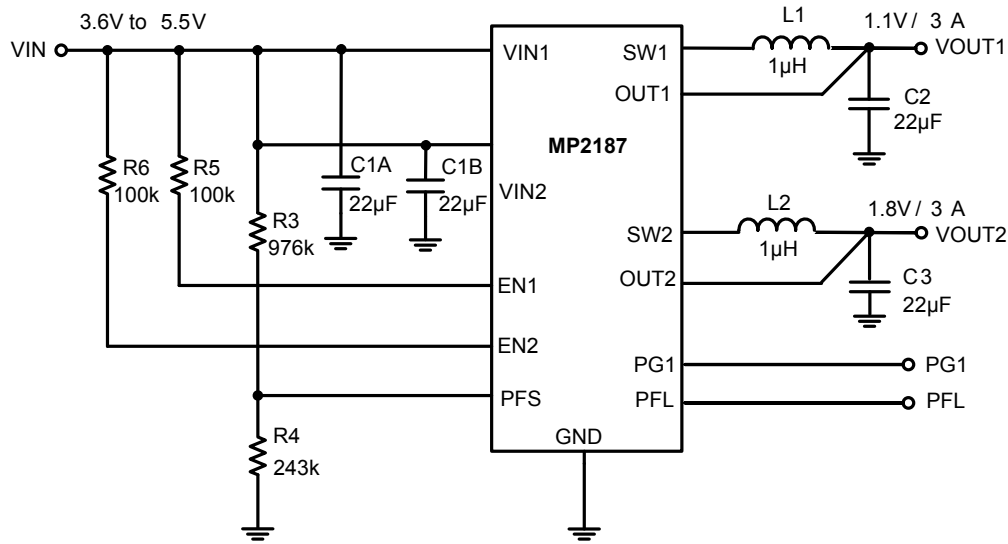 3.6V to 5.5V
VIN
R6
100k
R5
100k
R3
976k
C1A
22µF
C1B
22µF
R4
243k
VIN1
VIN2
EN1
EN2
PFS
GND
MP2187
SW1
OUT1
SW2
OUT2
PG1
PFL
L1
1µH
1.1V / 3 A
VOUT1
C2
22µF
L2
1µH
1.8V / 3 A
VOUT2
C3
22µF
PG1
PFL